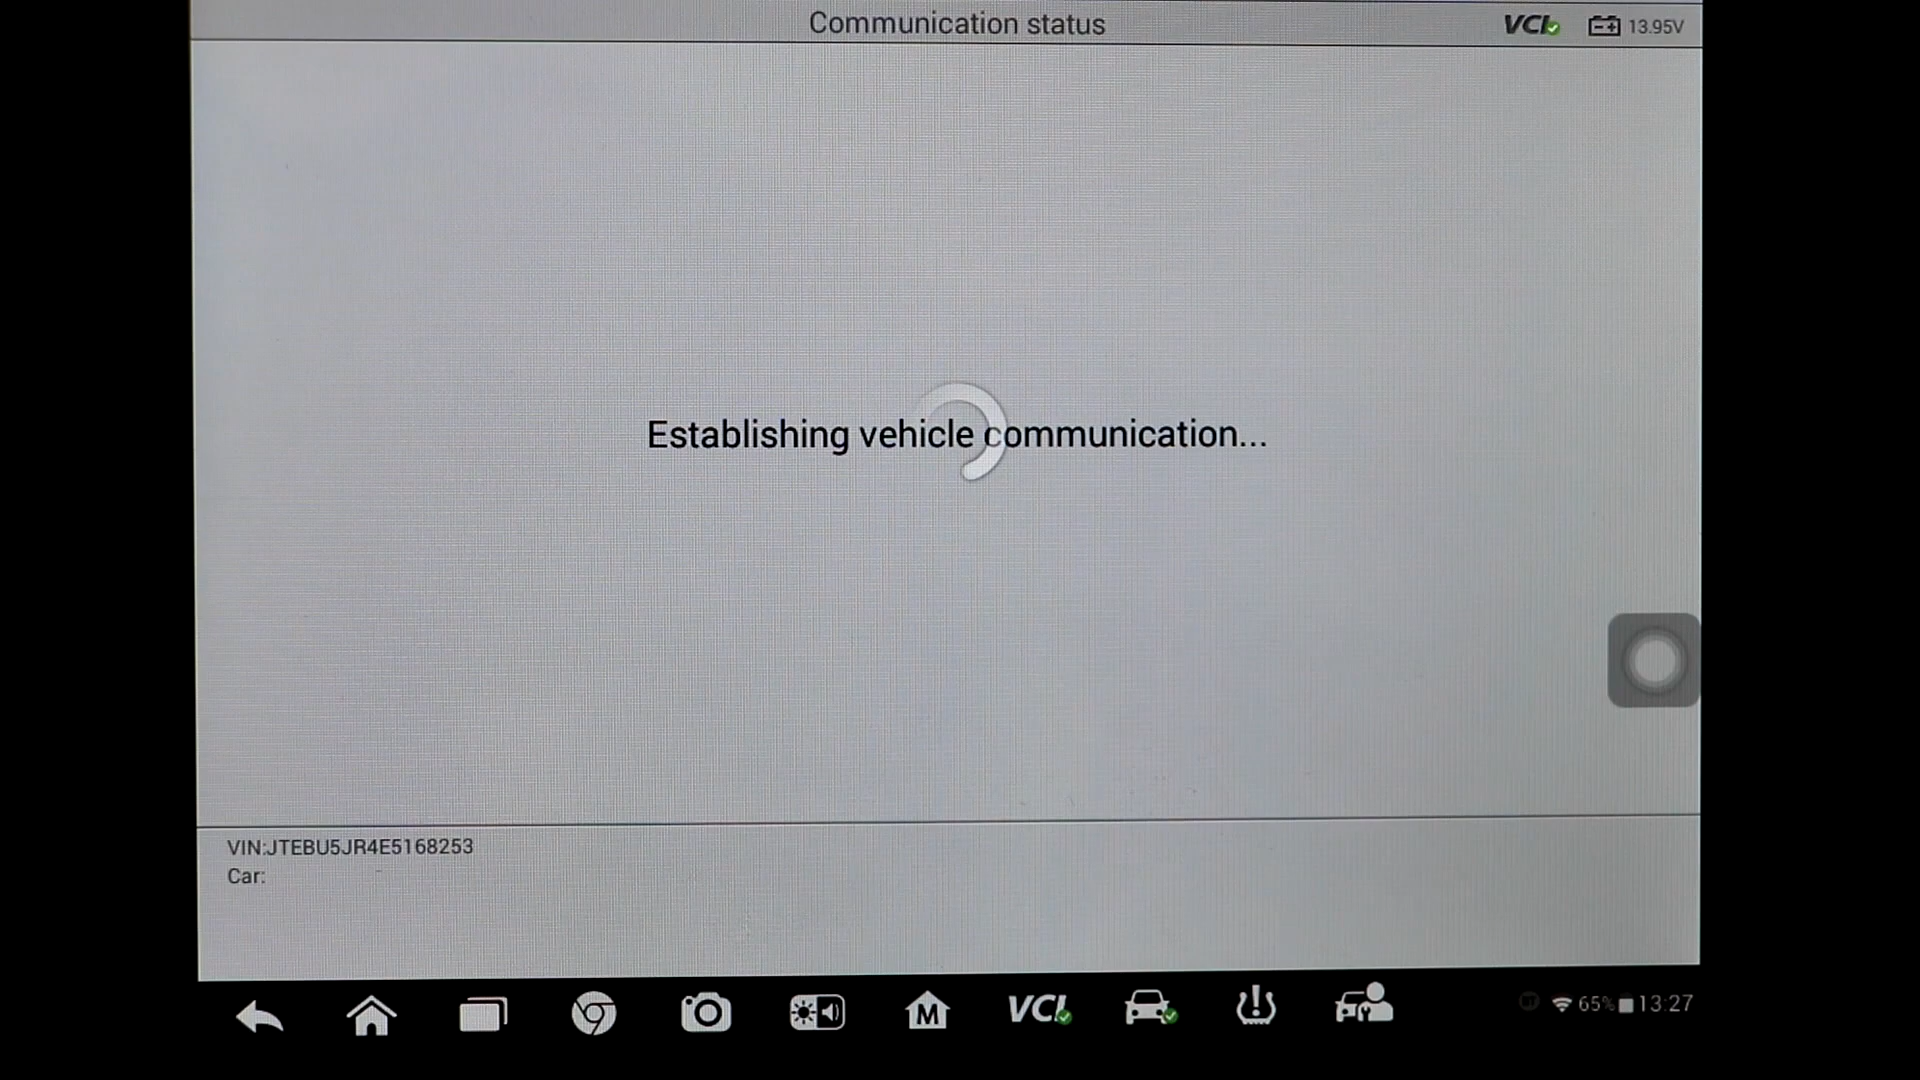 Communication status
VCI
13.95V
Establishing vehicle communication...
VIN:JTEBU5JR4E5168253
Car:
M
VCI
65%
13:27